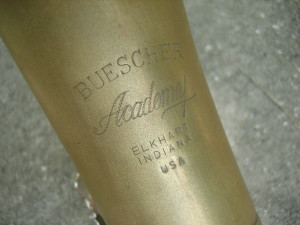 BUESCHER
Academy
ELKHART
INDIANA
USA